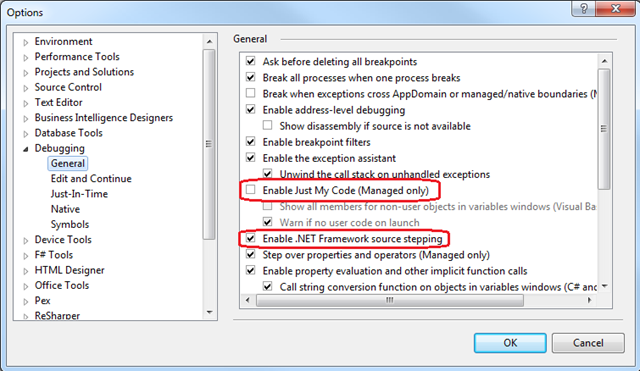 Options
Environment
Performance Tools
Projects and Solutions
Source Control
Text Editor
Business Intelligence Designers
Database Tools
Debugging
General
Edit and Continue
Just-In-Time
Native
Symbols
Device Tools
F# Tools
HTML Designer
Office Tools
Pex
ReSharper
General
Ask before deleting all breakpoints
Break all processes when one process breaks
Break when exceptions cross AppDomain or managed/native boundaries (M
Enable address-level debugging
Show disassembly if source is not available
Enable breakpoint filters
Enable the exception assistant
Unwind the call stack on unhandled exceptions
Enable Just My Code (Managed only)
Show all members for non-user objects in variables windows (Visual Ba
Warn if no user code on launch
Enable .NET Framework source stepping
Step over properties and operators (Managed only)
Enable property evaluation and other implicit function calls
Call string conversion function on objects in variables windows (C# an
OK
Cancel